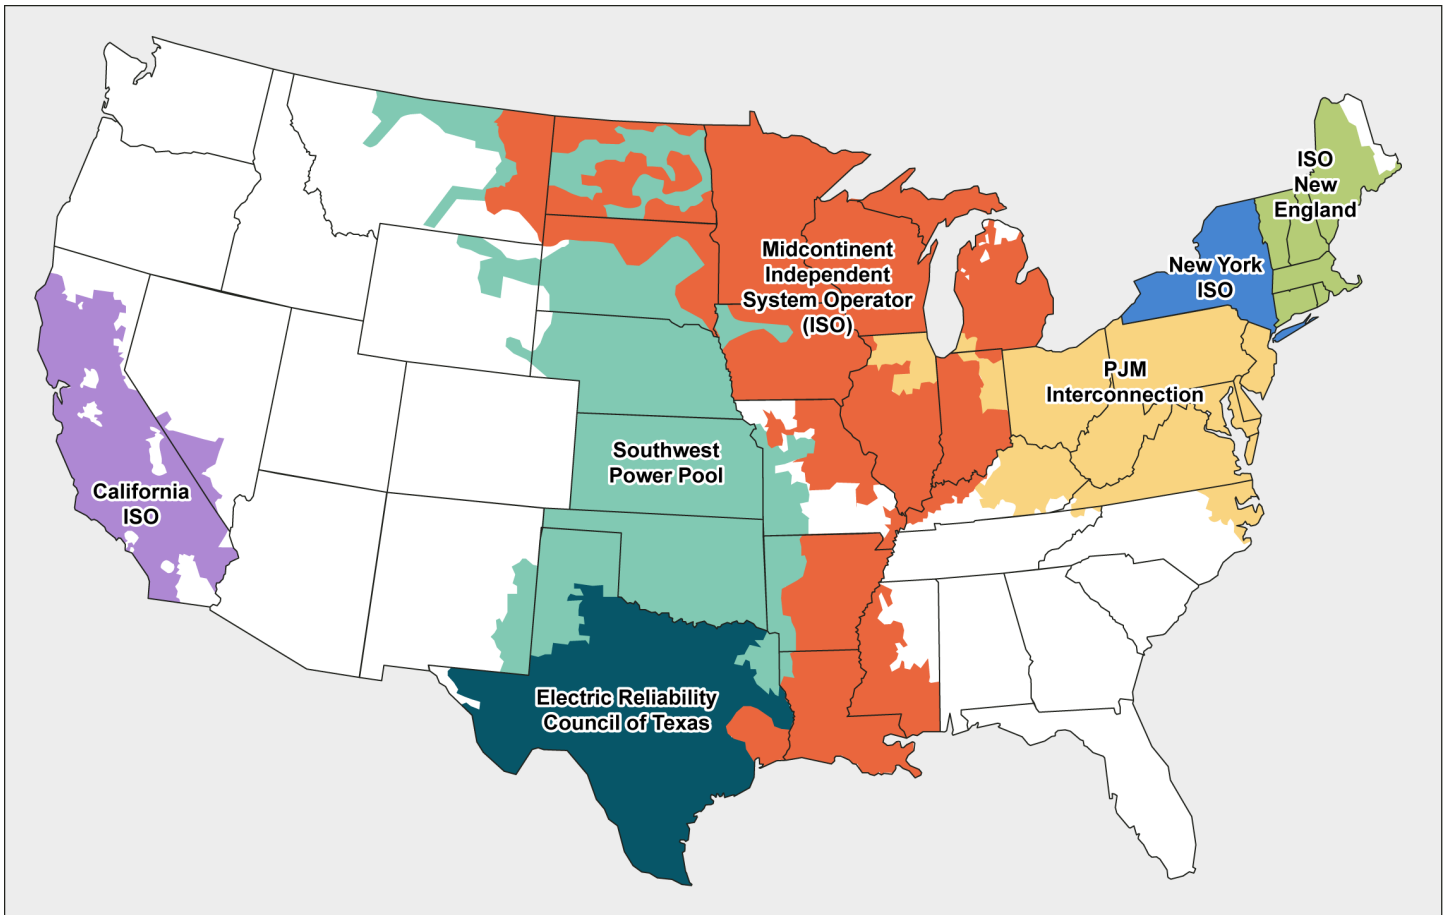 ISO
New
England
Midcontinent
Independent
System Operator
(ISO)
New York
ISO
PJM
Interconnection
Southwest
Power Pool
California
ISO
Electric Reliability
Council of Texas